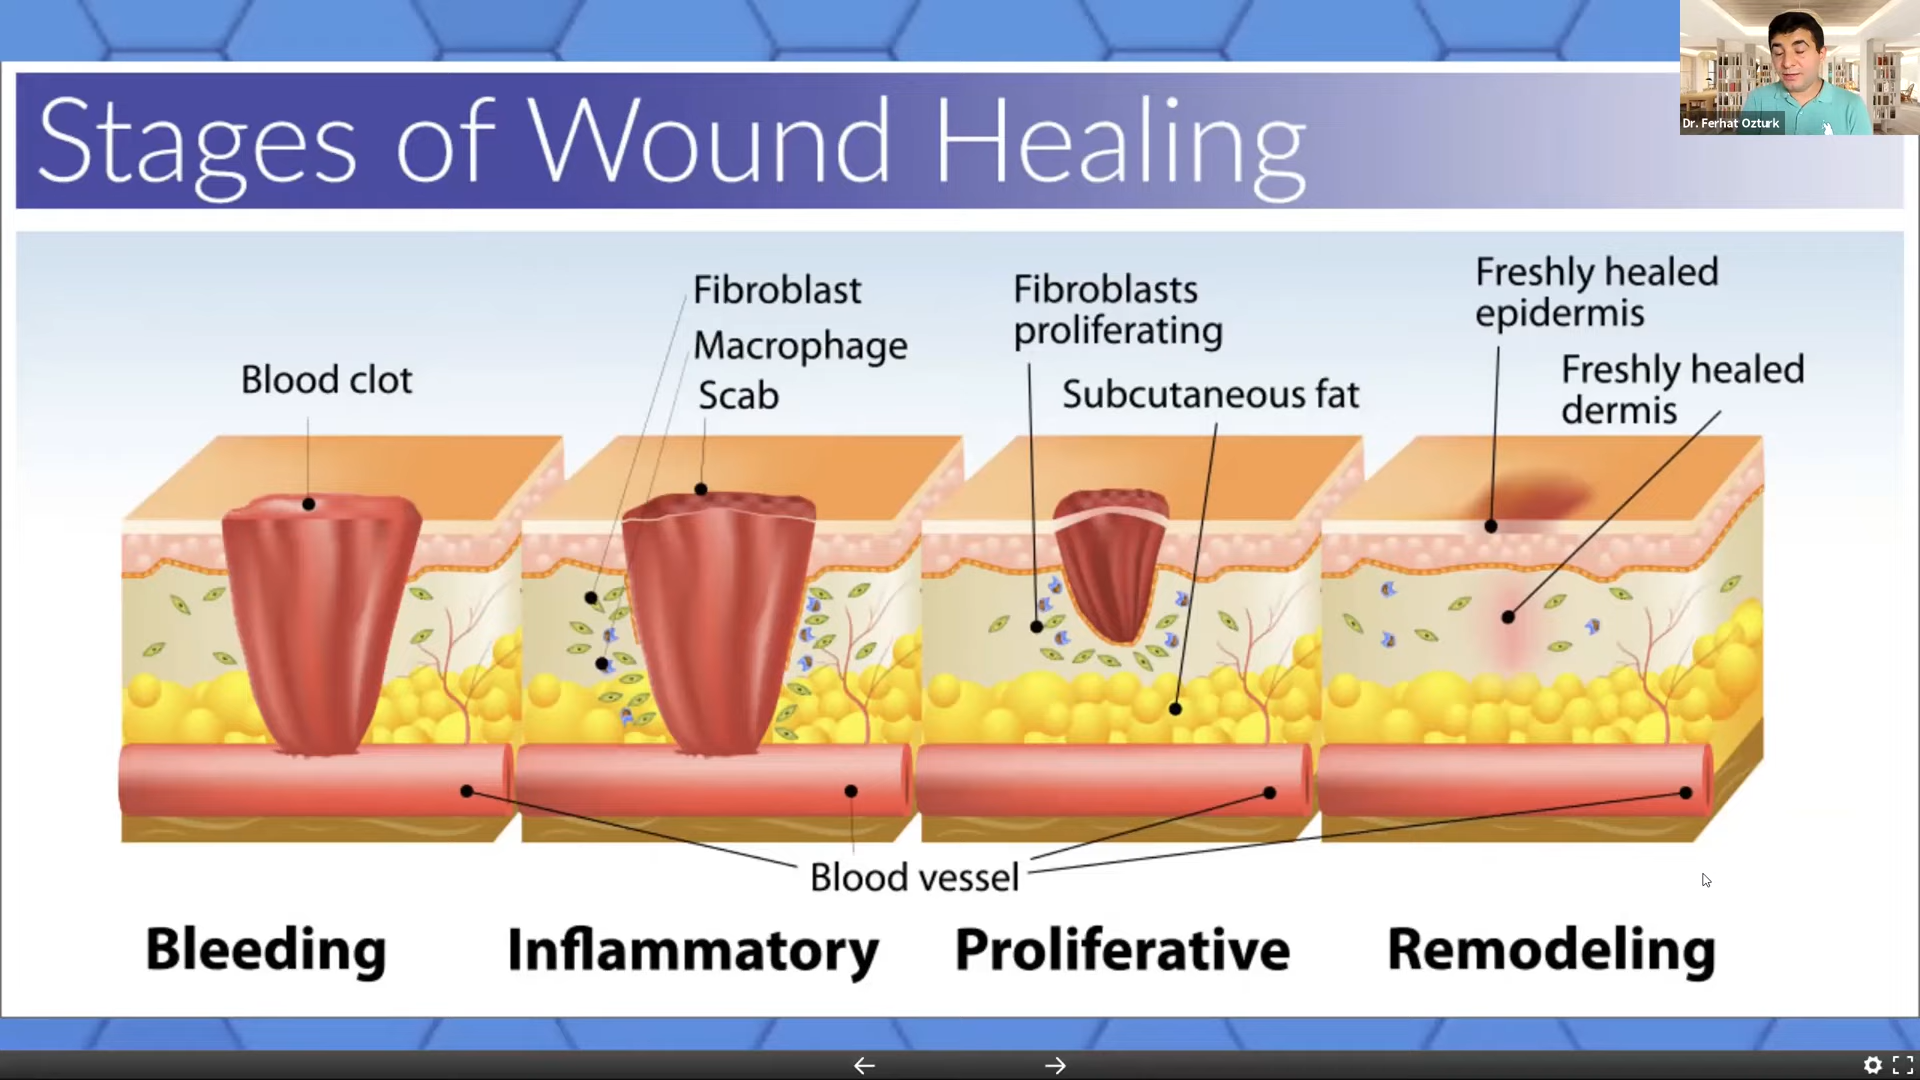 Stages of Wound Healing
Dr. Ferhat Ozturk
Blood clot
Fibroblast
Macrophage
Scab
Fibroblasts
proliferating
Subcutaneous fat
Freshly healed
epidermis
Freshly healed
dermis
Blood vessel
Bleeding
Inflammatory
Proliferative
Remodeling